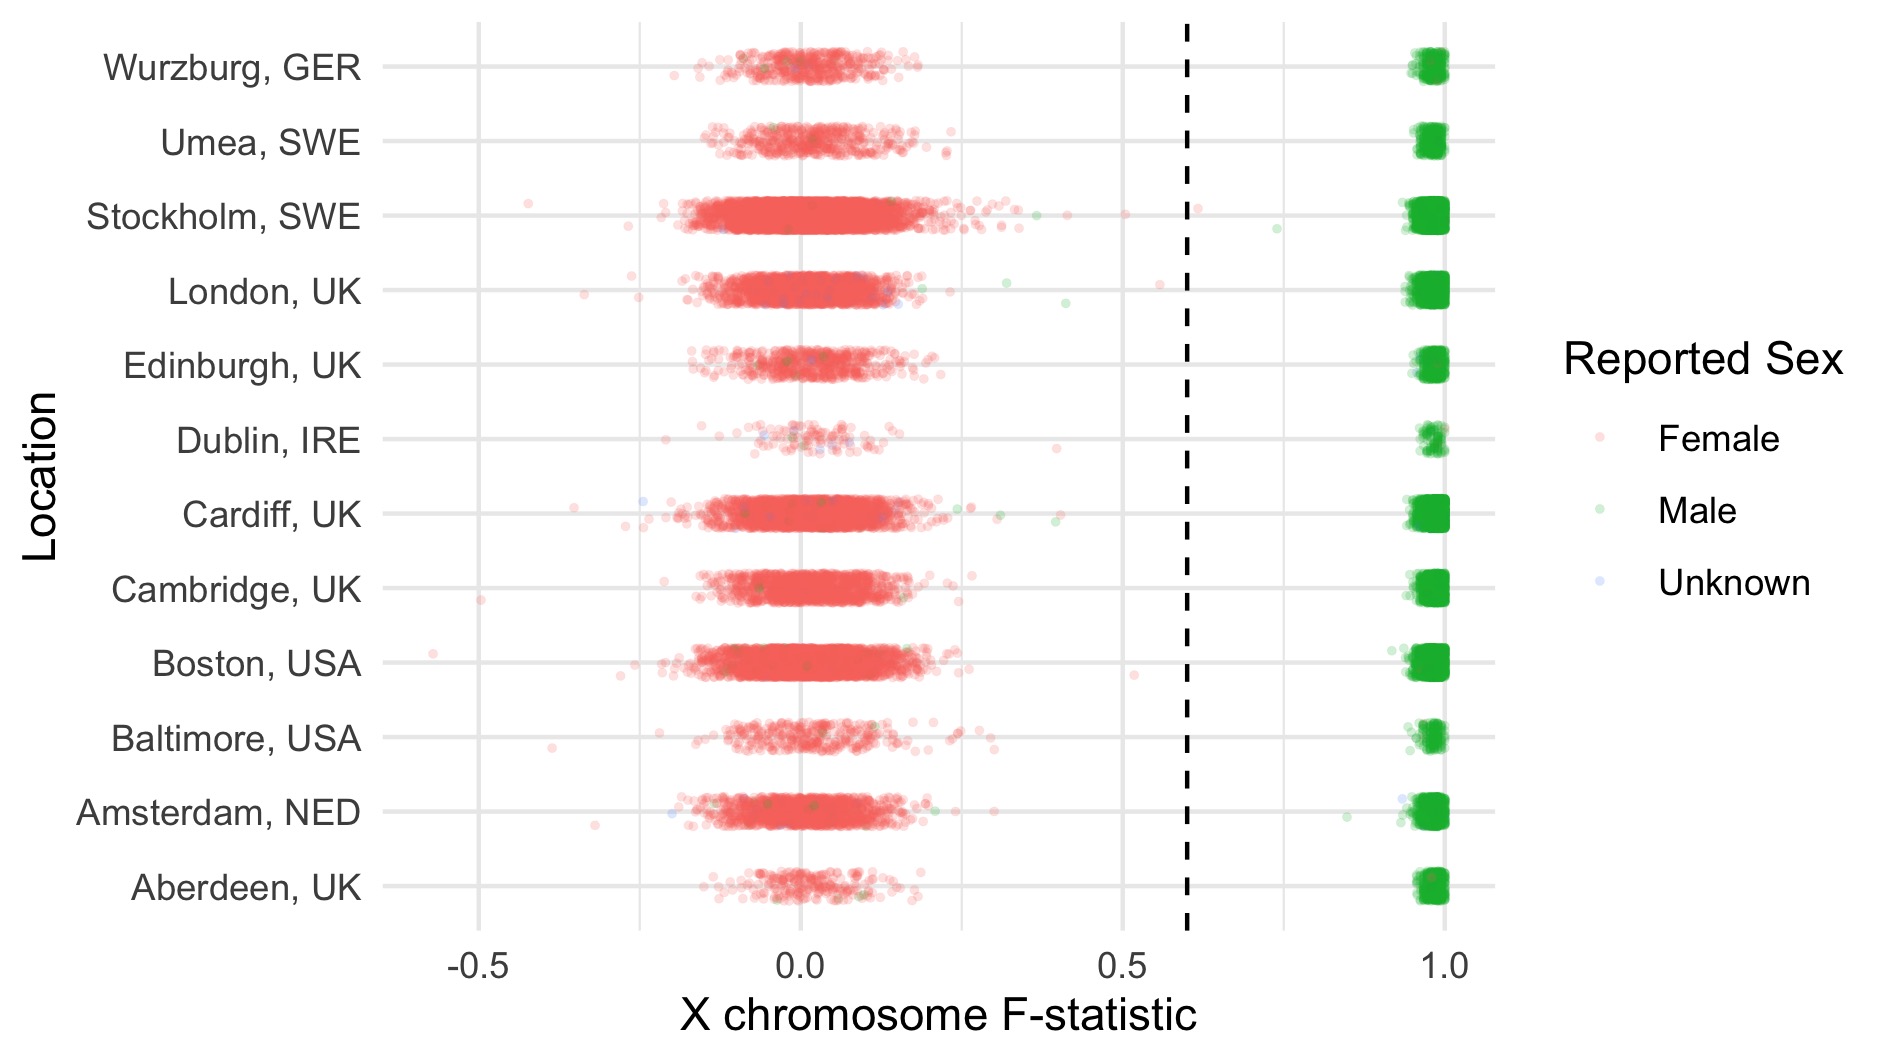 Location
Wurzburg, GER
Umea, SWE
Stockholm, SWE
London, UK
Edinburgh, UK
Dublin, IRE
Cardiff, UK
Cambridge, UK
Boston, USA
Baltimore, USA
Amsterdam, NED
Aberdeen, UK
-0.5 0.0 0.5 1.0
X chromosome F-statistic
Reported Sex
Female
Male
Unknown